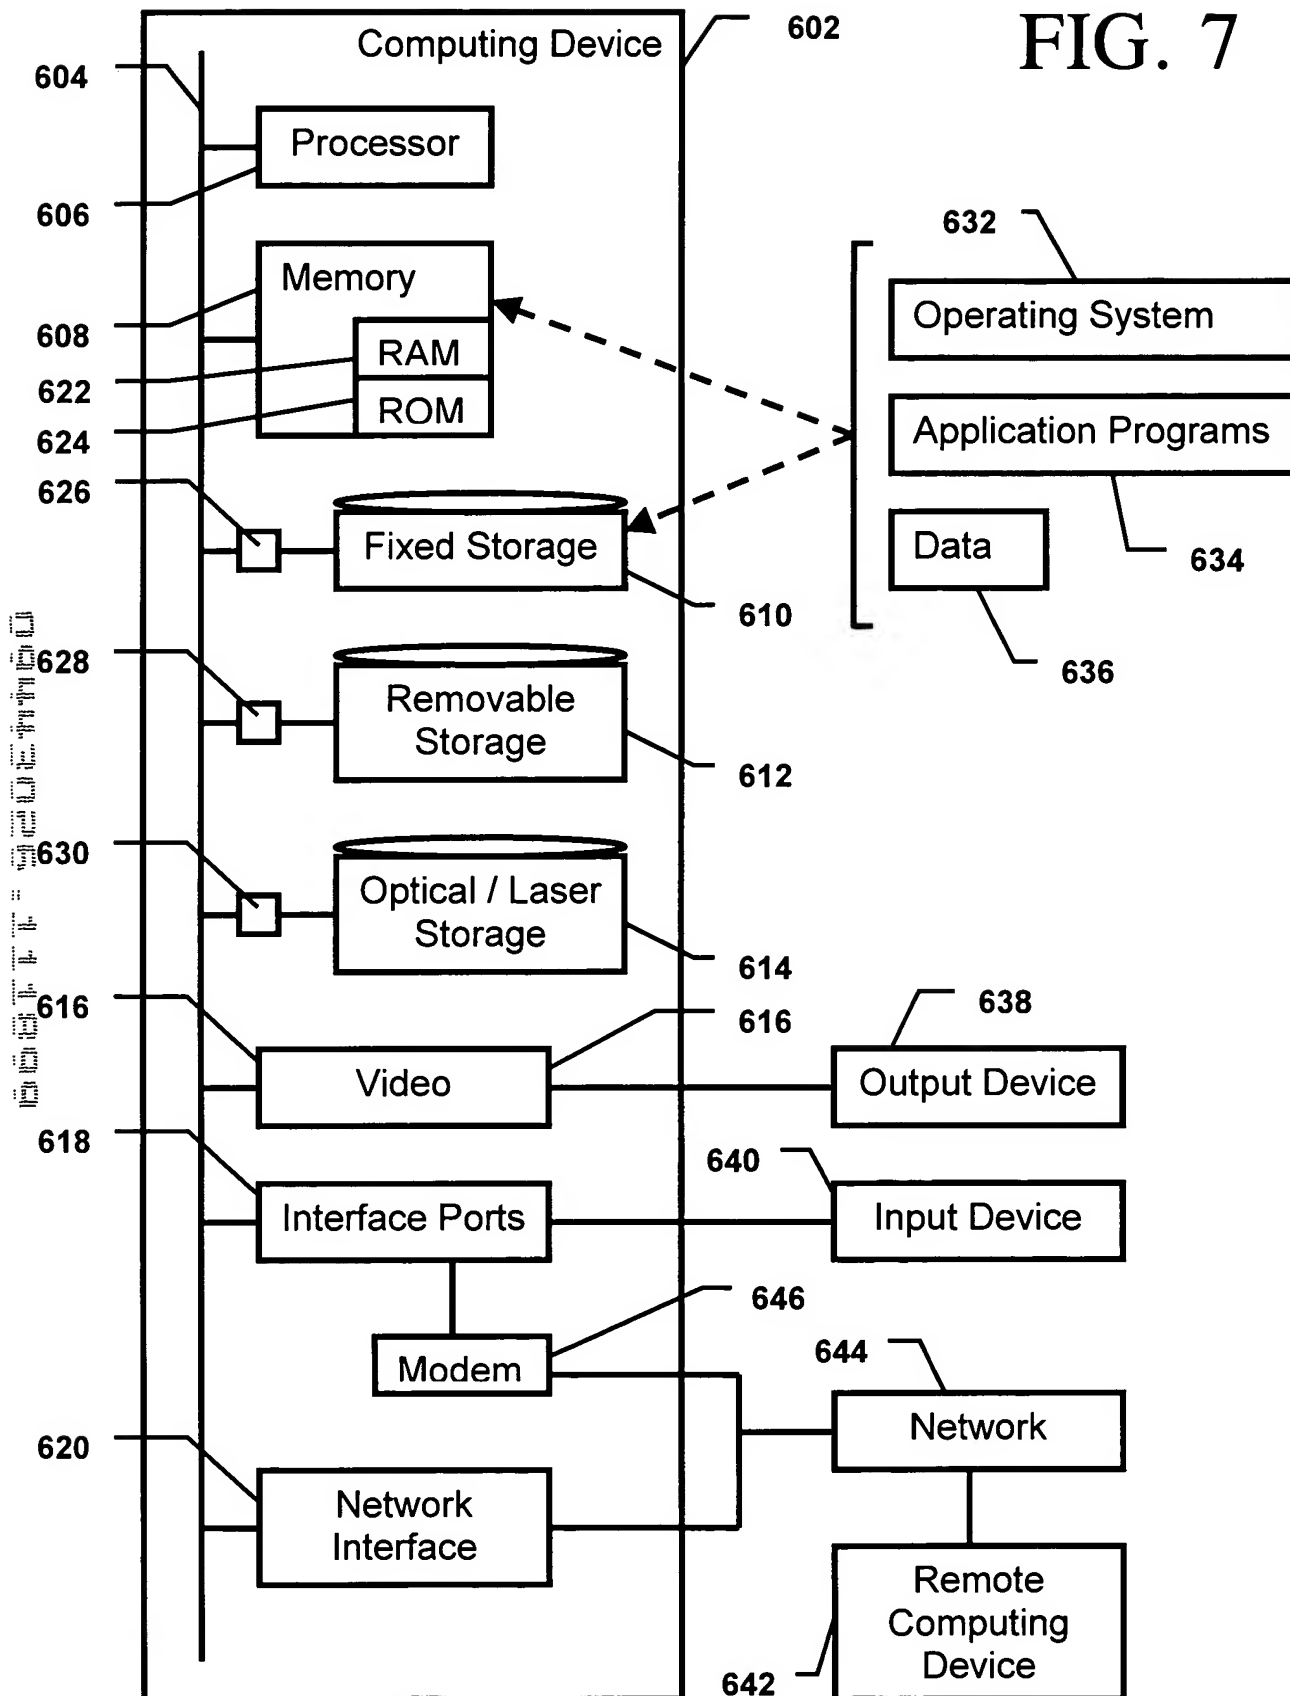 FIG. 7
Computing Device
602
604
Processor
606
Memory
608
RAM
622
ROM
624
632
Operating System
Application Programs
634
Data
636
626
Fixed Storage
610
628
Removable
Storage
612
630
Optical / Laser
Storage
614
616
616
Video
638
Output Device
618
Interface Ports
640
Input Device
646
Modem
644
Network
620
Network
Interface
Remote
Computing
Device
642